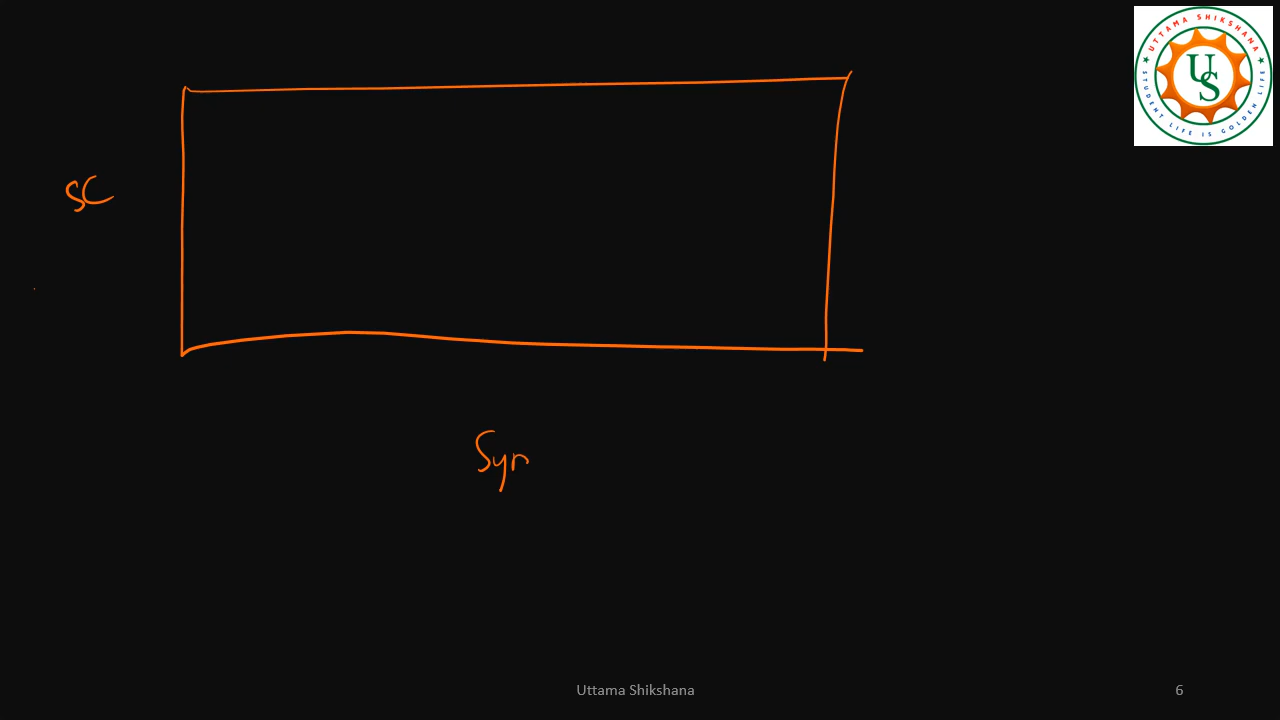 UTTAMA SHIKSHANA
US
STUDENT LIFE IS GOLDEN LIFE
SC
Syn
Uttama Shikshana
6